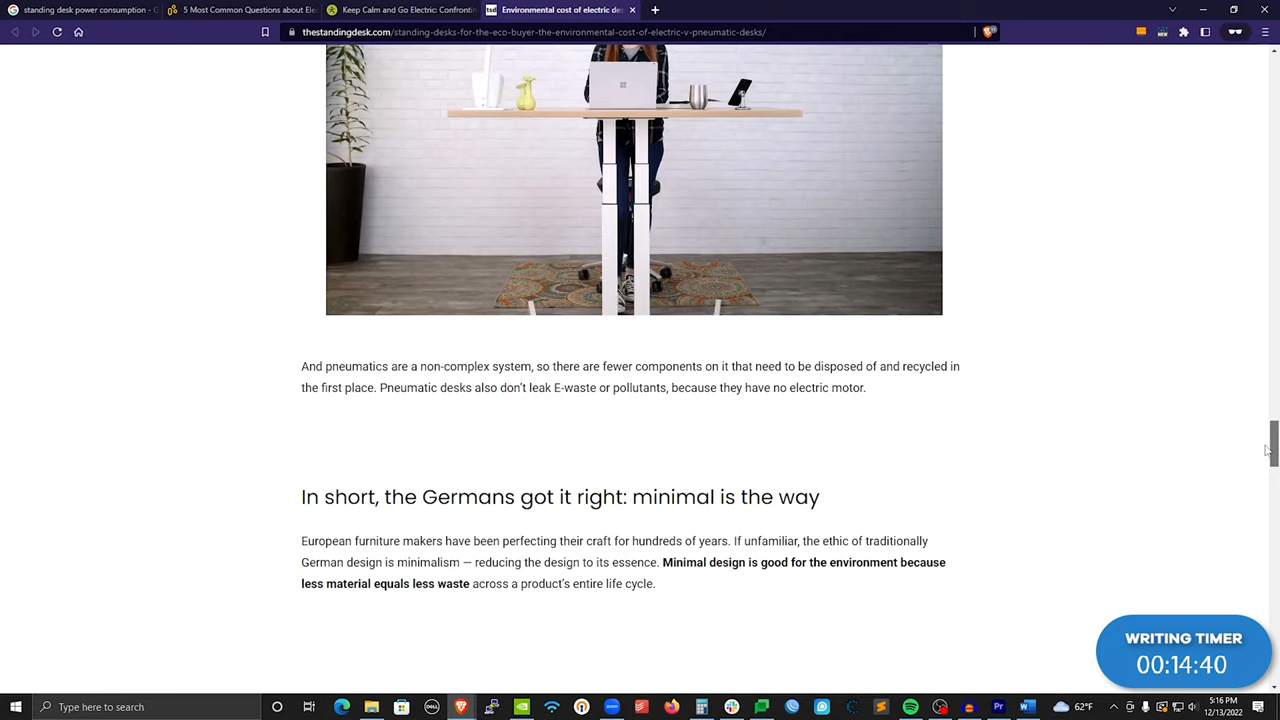 standing desk power consumption - G
5 Most Common Questions about Ele
Keep Calm and Go Electric: Confrontin
tsd Environmental cost of electric de
thestandingdesk.com/standing-desks-for-the-eco-buyer-the-environmental-cost-of-electric-v-pneumatic-desks/
And pneumatics are a non-complex system, so there are fewer components on it that need to be disposed of and recycled in
the first place. Pneumatic desks also don't leak E-waste or pollutants, because they have no electric motor.
In short, the Germans got it right: minimal is the way
European furniture makers have been perfecting their craft for hundreds of years. If unfamiliar, the ethic of traditionally
German design is minimalism — reducing the design to its essence. Minimal design is good for the environment because
less material equals less waste across a product's entire life cycle.
WRITING TIMER
00:14:40
Type here to search
62°F
5:16 PM
12/13/2022